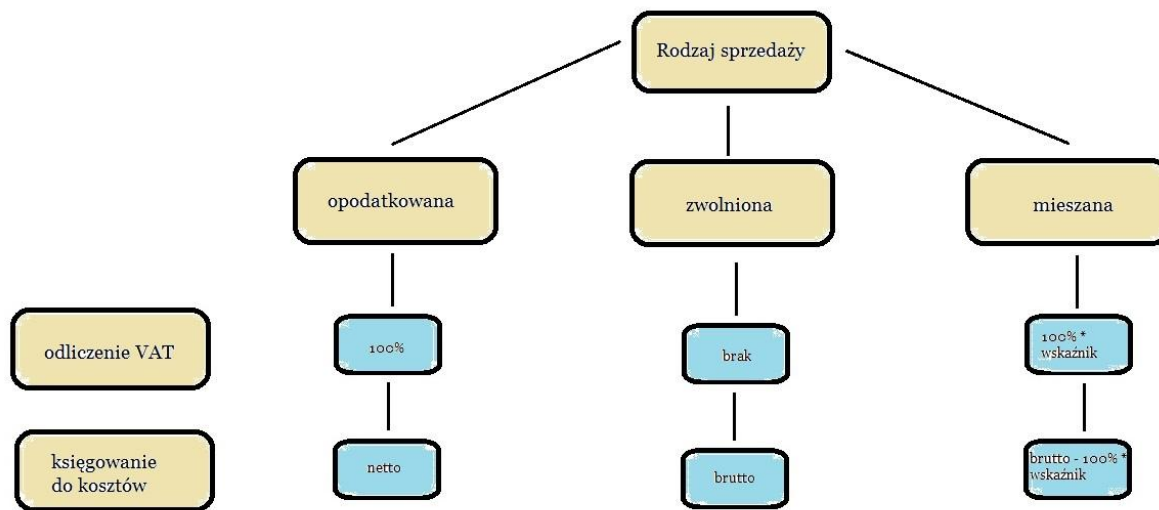 Rodzaj sprzedaży
opodatkowana
zwolniona
mieszana
odliczenie VAT
100%
brak
100% *
wskaźnik
księgowanie
do kosztów
netto
brutto
brutto - 100% *
wskaźnik